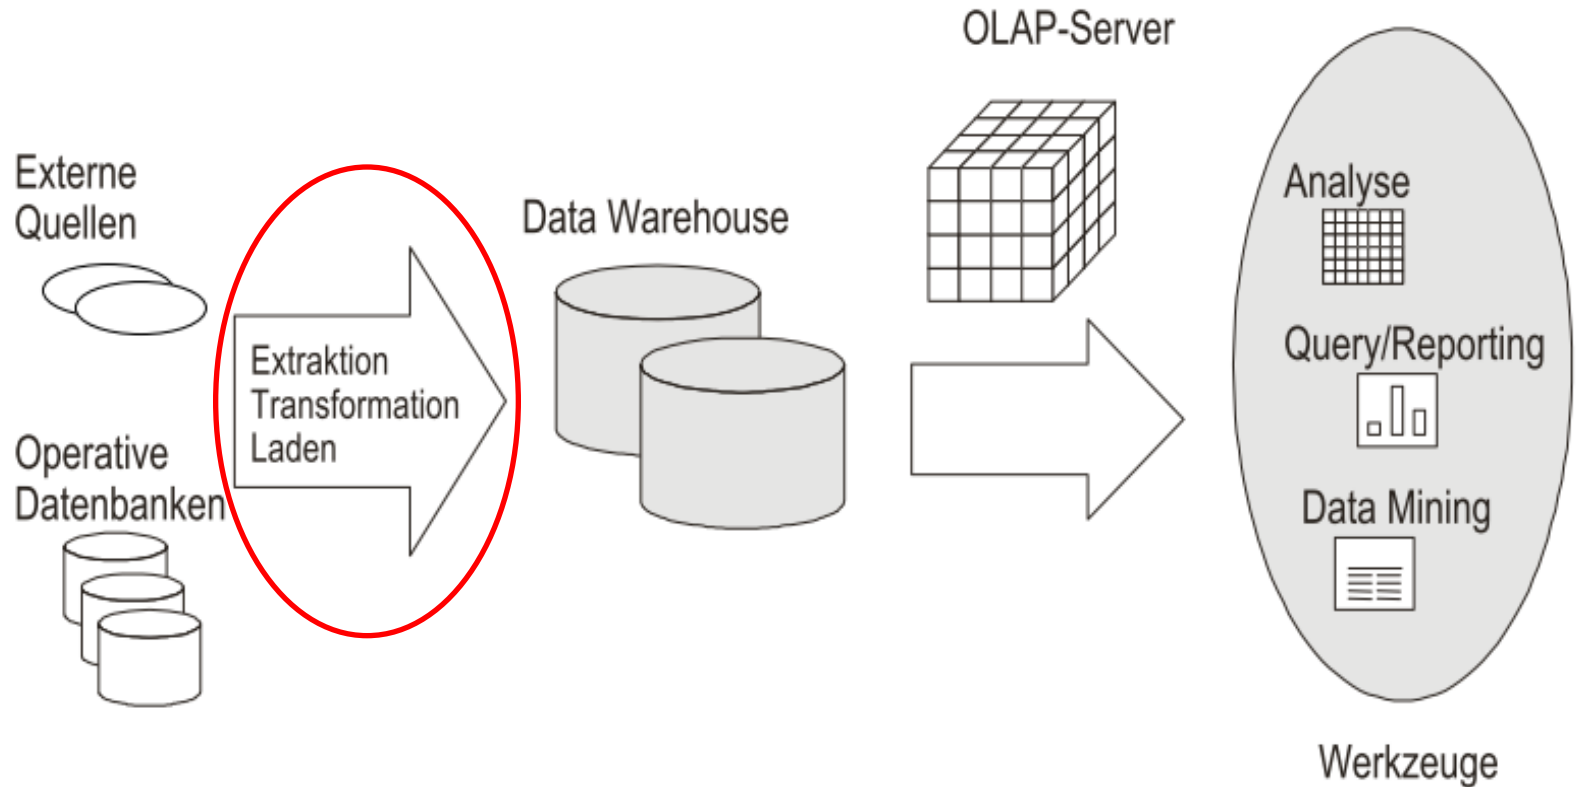 OLAP-Server
Externe
Quellen
Data Warehouse
Analyse
Extraktion
Transformation
Laden
Query/Reporting
Operative
Datenbanken
Data Mining
Werkzeuge